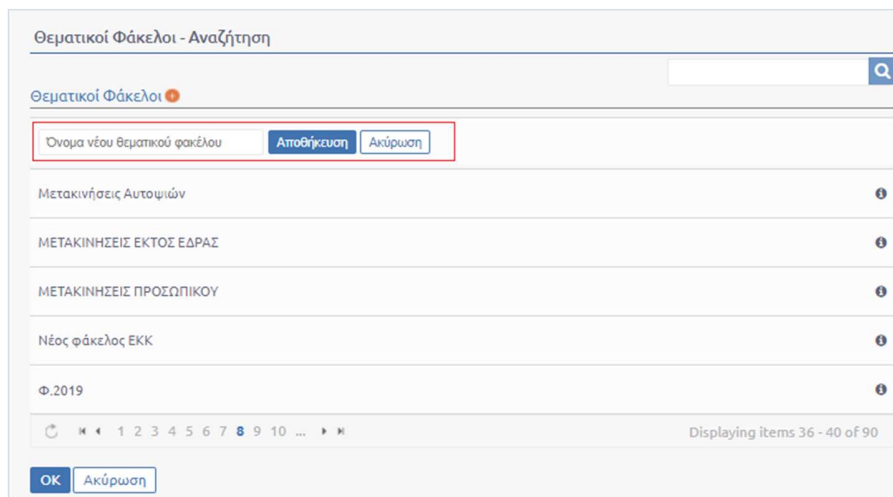 Θεματικοί Φάκελοι - Αναζήτηση
Θεματικοί Φάκελοι
Όνομα νέου θεματικού φακέλου Αποθήκευση Ακύρωση
Μετακινήσεις Αυτοψιών
ΜΕΤΑΚΙΝΗΣΕΙΣ ΕΚΤΟΣ ΕΔΡΑΣ
ΜΕΤΑΚΙΝΗΣΕΙΣ ΠΡΟΣΩΠΙΚΟΥ
Νέος φάκελος ΕΚΚ
Φ.2019
1 2 3 4 5 6 7 8 9 10 ... Displaying items 36 - 40 of 90
OK Ακύρωση